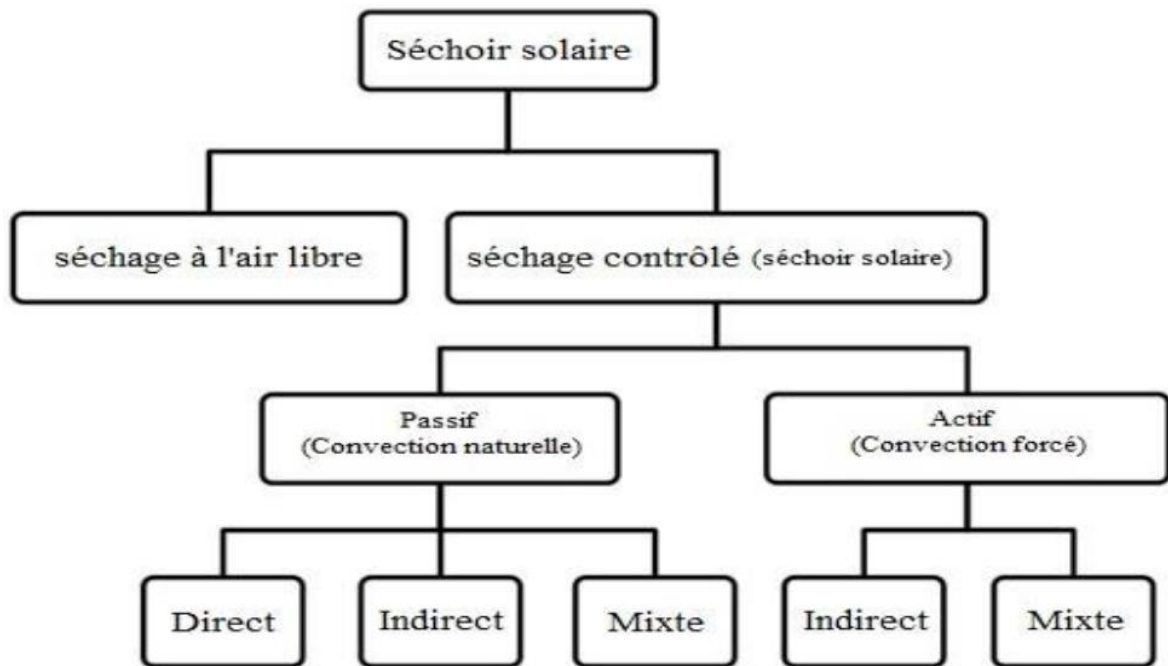 Séchoir solaire
séchage à l'air libre
séchage contrôlé (séchoir solaire)
Passif
(Convection naturelle)
Actif
(Convection forcé)
Direct
Indirect
Mixte
Indirect
Mixte